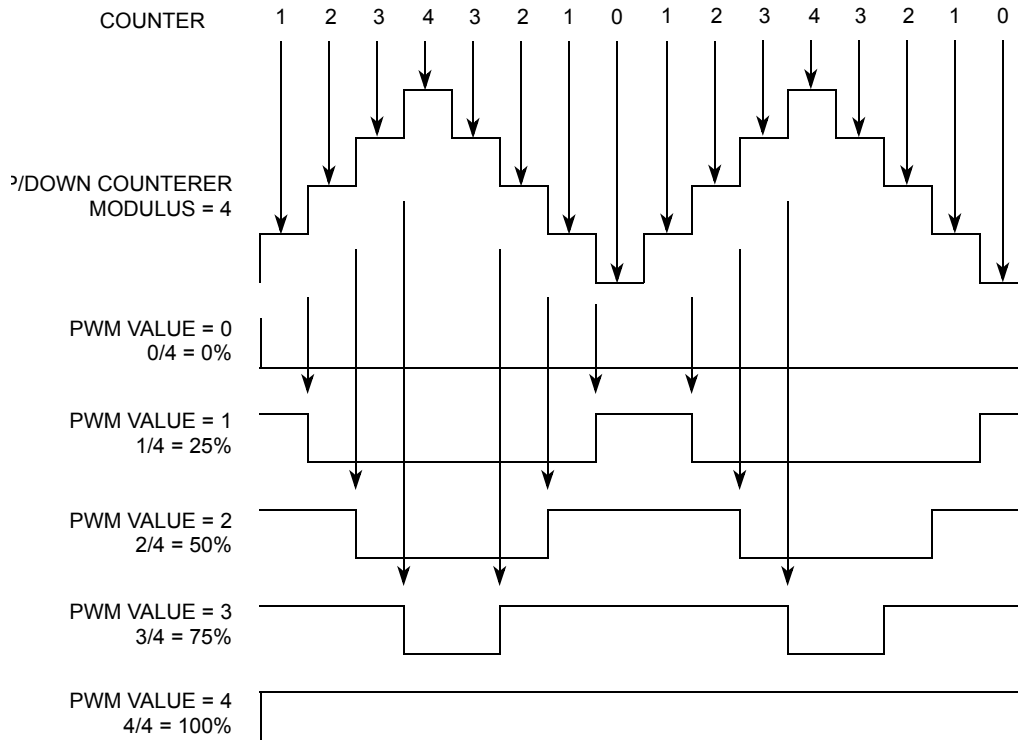 COUNTER 1 2 3 4 3 2 1 0 1 2 3 4 3 2 1 0
P/DOWN COUNTERER
MODULUS = 4
PWM VALUE = 0
0/4 = 0%
PWM VALUE = 1
1/4 = 25%
PWM VALUE = 2
2/4 = 50%
PWM VALUE = 3
3/4 = 75%
PWM VALUE = 4
4/4 = 100%